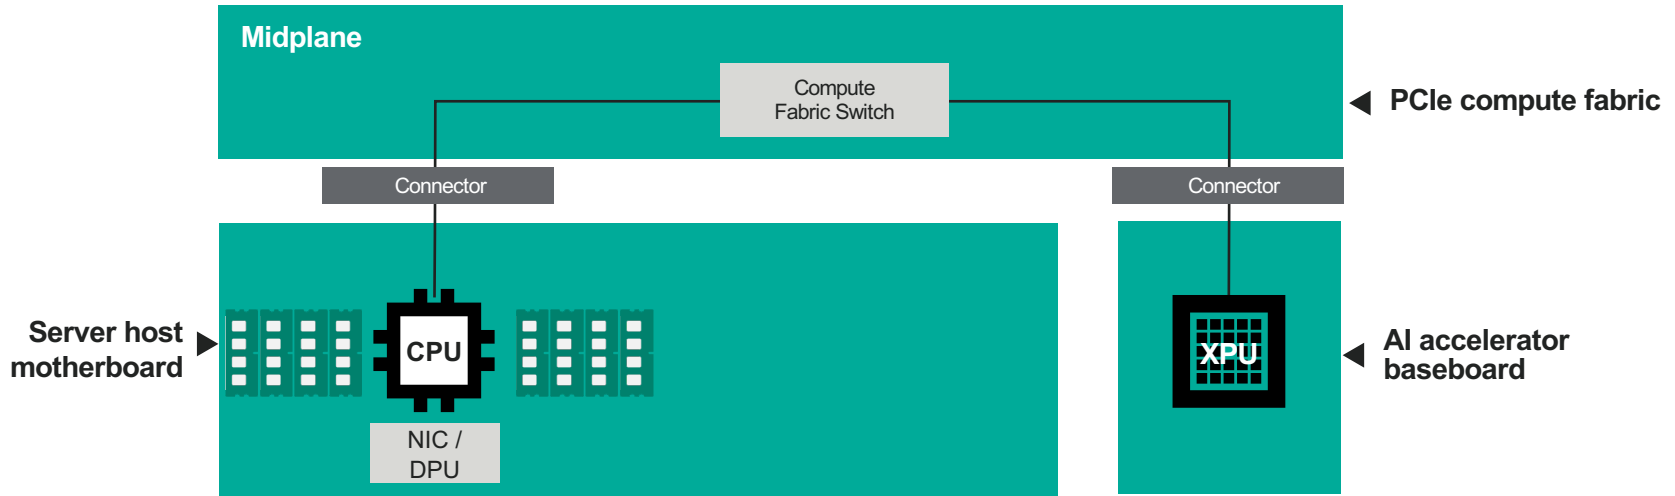 Midplane
Compute
Fabric Switch
PCIe compute fabric
Connector
Connector
Server host
motherboard
CPU
XPU
AI accelerator
baseboard
NIC /
DPU